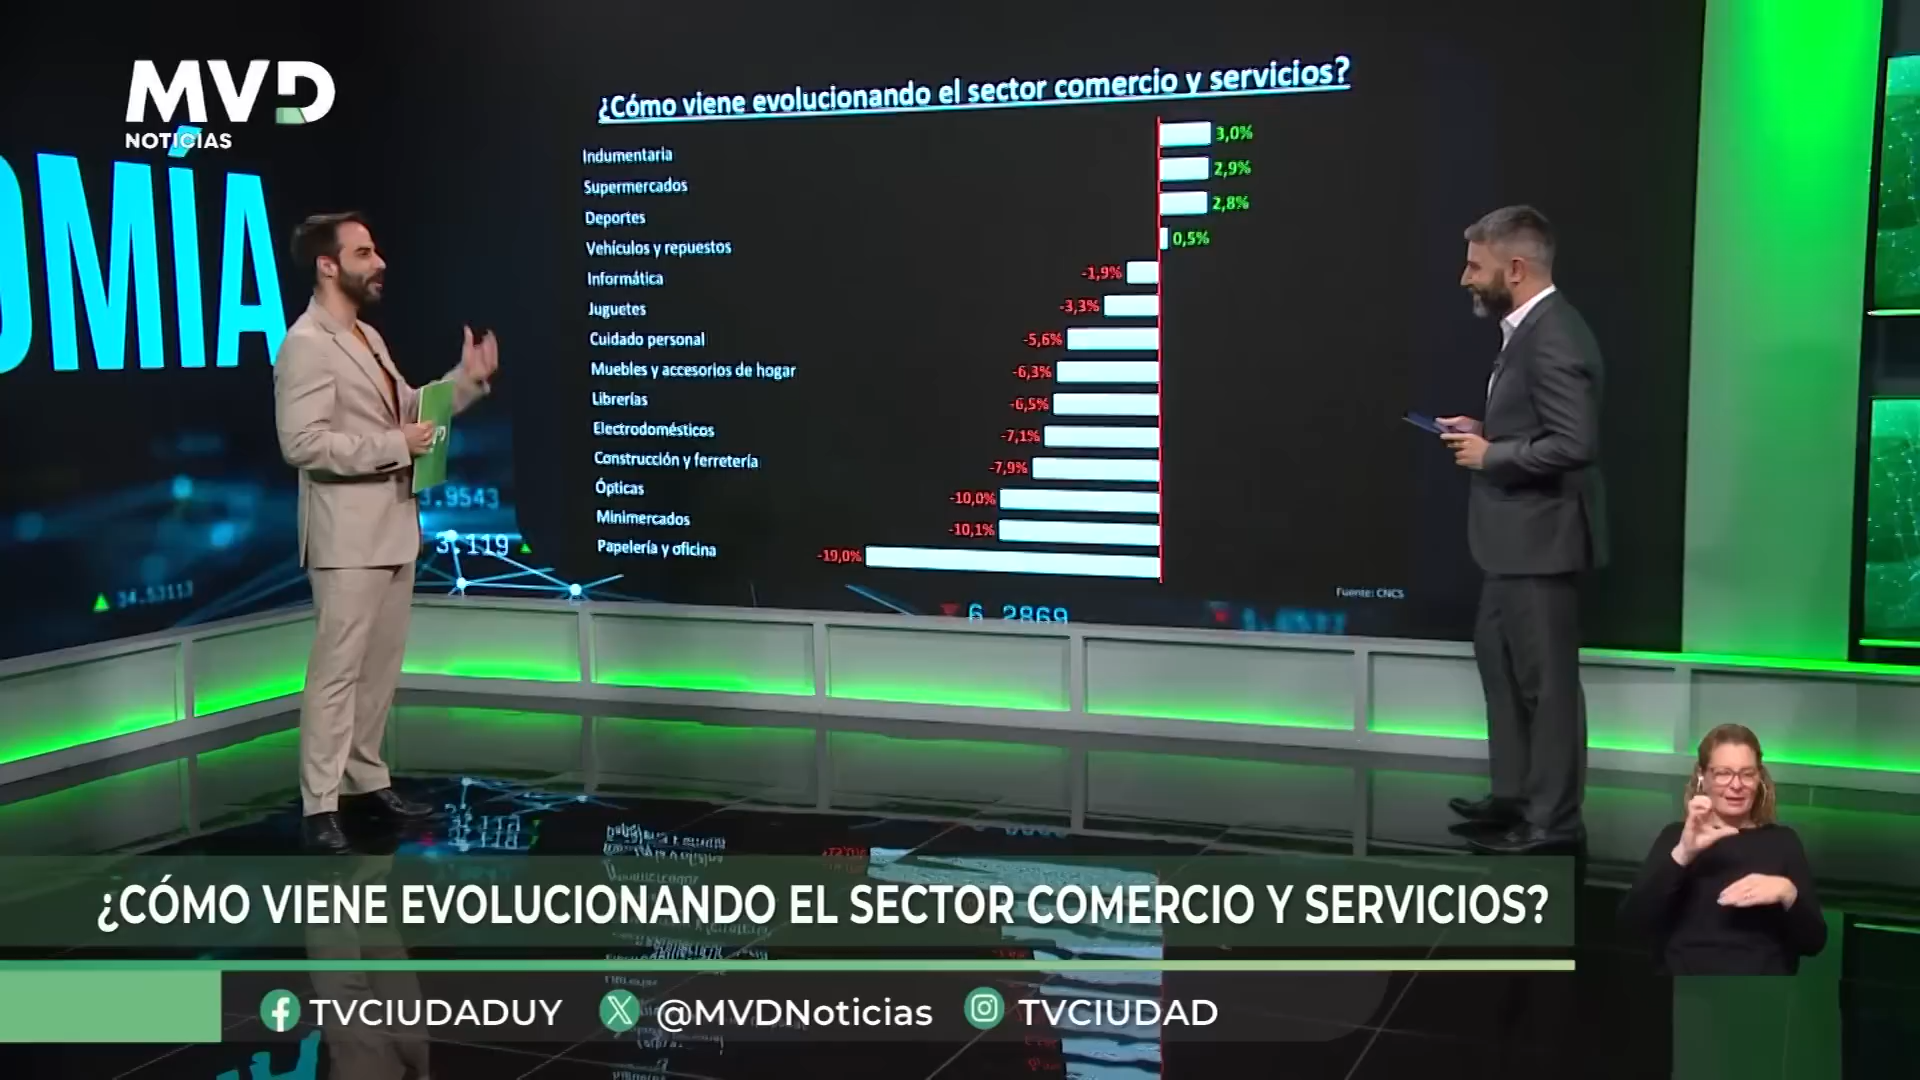 MVD
NOTICIAS
OMÍA
¿Cómo viene evolucionando el sector comercio y servicios?
Indumentaria 3,0%
Supermercados 2,9%
Deportes 2,8%
Vehículos y repuestos 0,5%
Informática -1,9%
Juguetes -3,3%
Cuidado personal -5,6%
Muebles y accesorios de hogar -6,3%
Librerías -6,5%
Electrodomésticos -7,1%
Construcción y ferretería -7,9%
Ópticas -10,0%
Minimercados -10,1%
Papelería y oficina -19,0%
Fuente: CNCS
3.9543
3.119
34.53113
6.2869
¿CÓMO VIENE EVOLUCIONANDO EL SECTOR COMERCIO Y SERVICIOS?
TVCIUDADUY @MVDNoticias TVCIUDAD